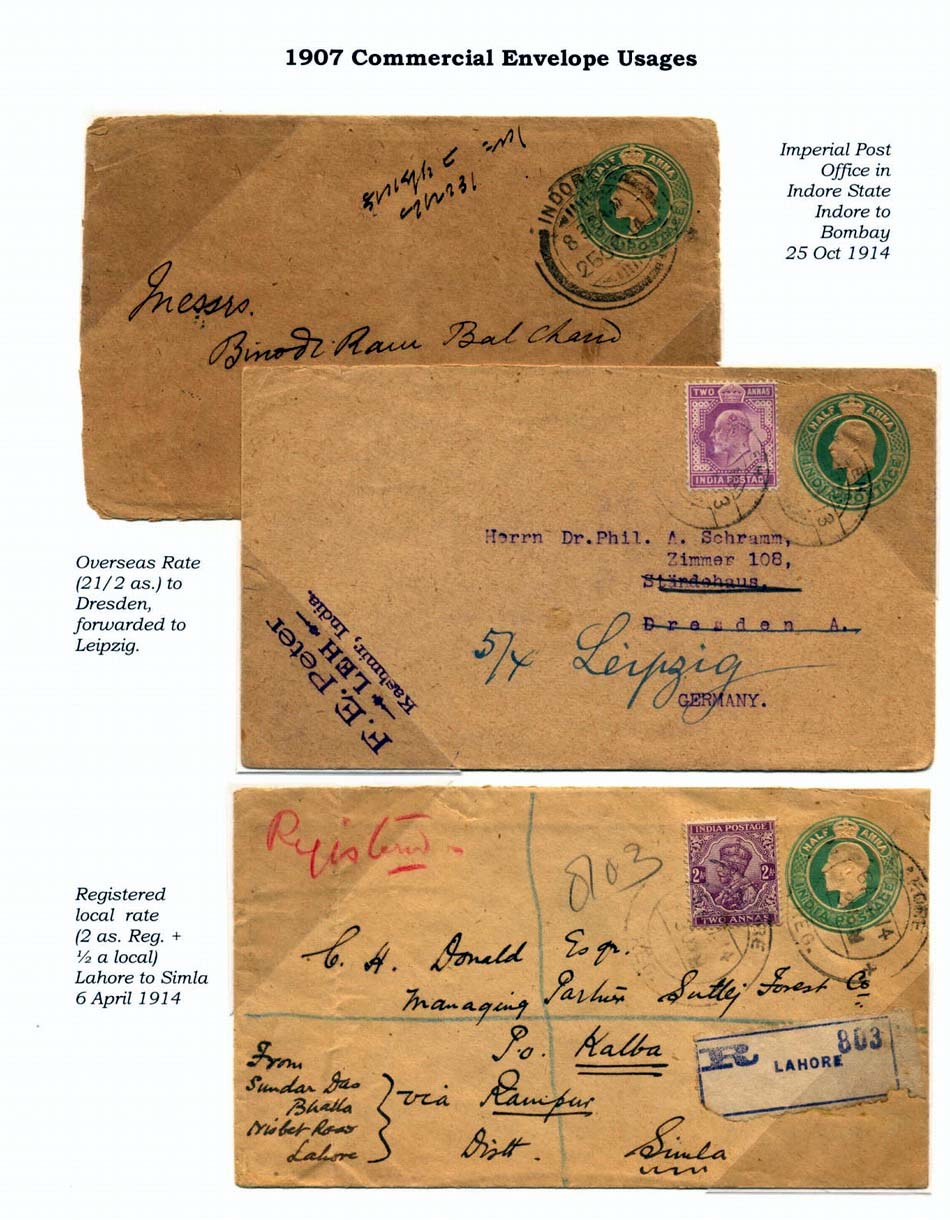 1907 Commercial Envelope Usages
Imperial Post
Office in
Indore State
Indore to
Bombay
25 Oct 1914
INDORE
HALF ANNA
POSTAGE
Messrs.
Binodi Ram Bal Chand
TWO ANNAS
INDIA POSTAGE
HALF ANNA
INDIA POSTAGE
Herrn Dr.Phil. A. Schramm,
Zimmer 108,
Ständehaus.
Dresden A.
5/4 Leipzig
GERMANY.
F. E. Peter
LEH
Kashmir, India.
Overseas Rate
(21/2 as.) to
Dresden,
forwarded to
Leipzig.
Registered
local rate
(2 as. Reg. +
½ a local)
Lahore to Simla
6 April 1914
Registered
803
INDIA POSTAGE
2As 2As
TWO ANNAS
HALF ANNA
INDIA POSTAGE
C. H. Donald Esqr.
Managing Partner Sutlej Forest Co.
Po. Kalba
via Rampur
Distt. Simla
From
Sundar Das
Bhalla
Nisbet Road
Lahore
R LAHORE 803